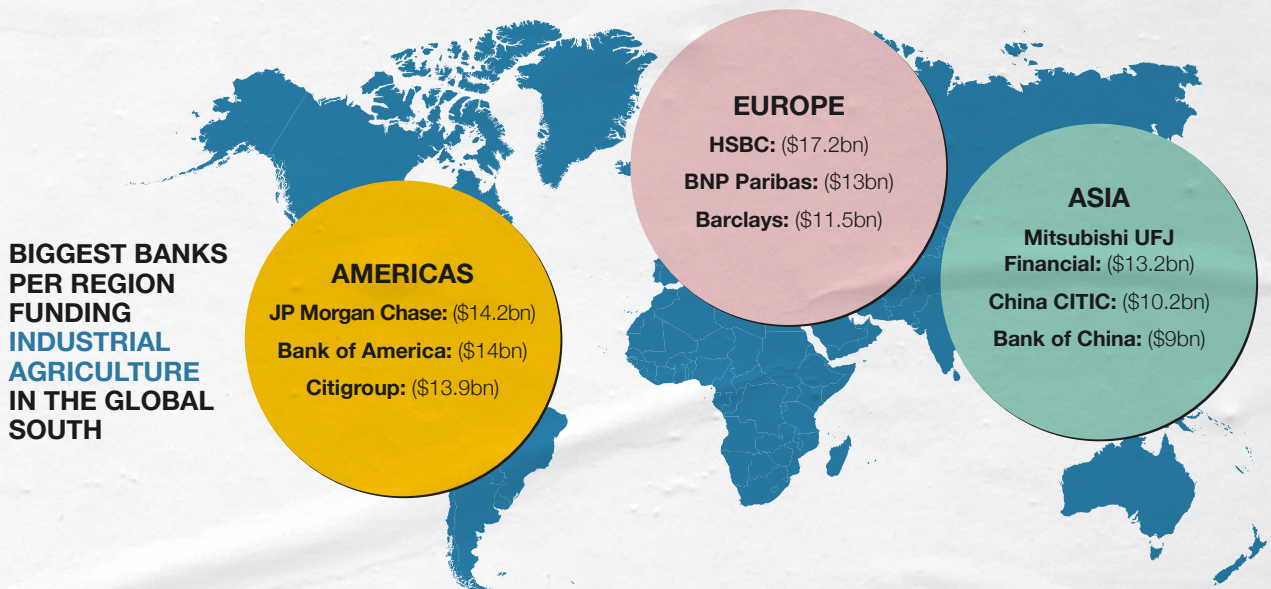 BIGGEST BANKS
PER REGION
FUNDING
INDUSTRIAL
AGRICULTURE
IN THE GLOBAL
SOUTH
AMERICAS
JP Morgan Chase: ($14.2bn)
Bank of America: ($14bn)
Citigroup: ($13.9bn)
EUROPE
HSBC: ($17.2bn)
BNP Paribas: ($13bn)
Barclays: ($11.5bn)
ASIA
Mitsubishi UFJ
Financial: ($13.2bn)
China CITIC: ($10.2bn)
Bank of China: ($9bn)